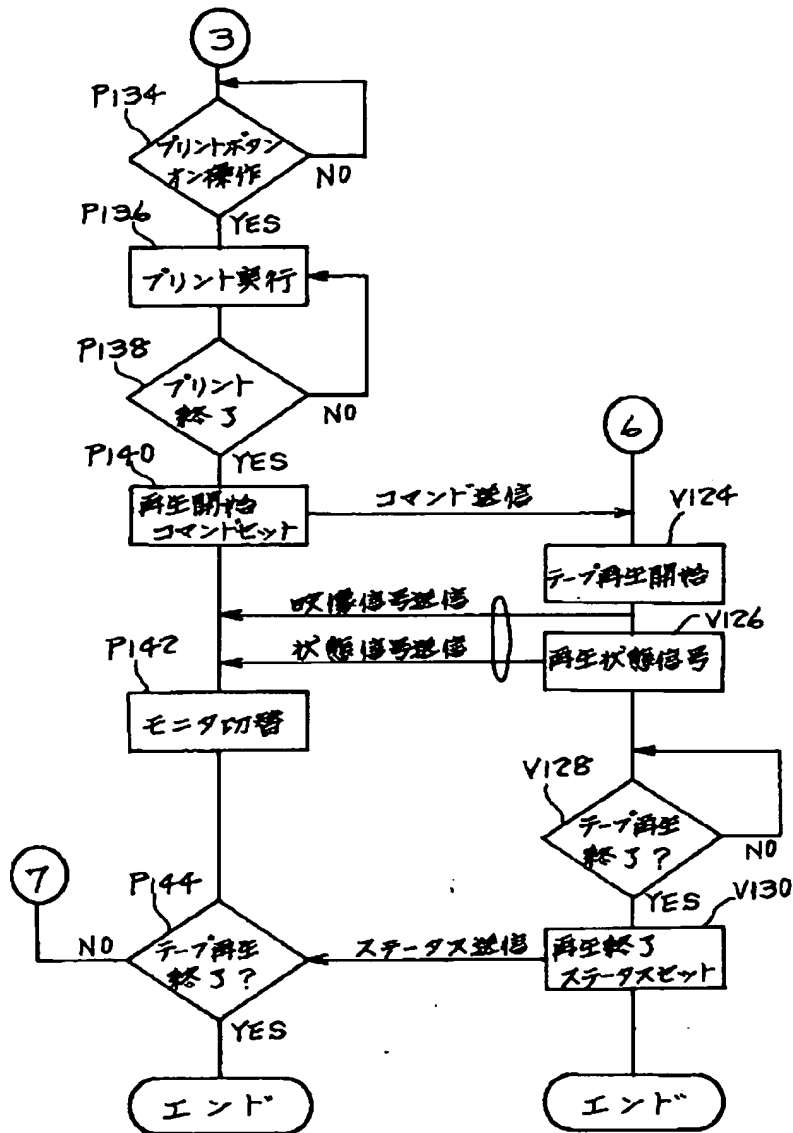 3
P134
プリントボタン
オン操作
NO
YES
P136
プリント実行
P138
プリント
終了
NO
YES
6
P140
再生開始
コマンドセット
コマンド送信
V124
テープ再生開始
映像信号送信
V126
状態信号送信
再生状態信号
P142
モニタ切替
V128
テープ再生
終了?
NO
YES
7
P144
NO
テープ再生
終了?
YES
ステータス送信
V130
再生終了
ステータスセット
エンド
エンド